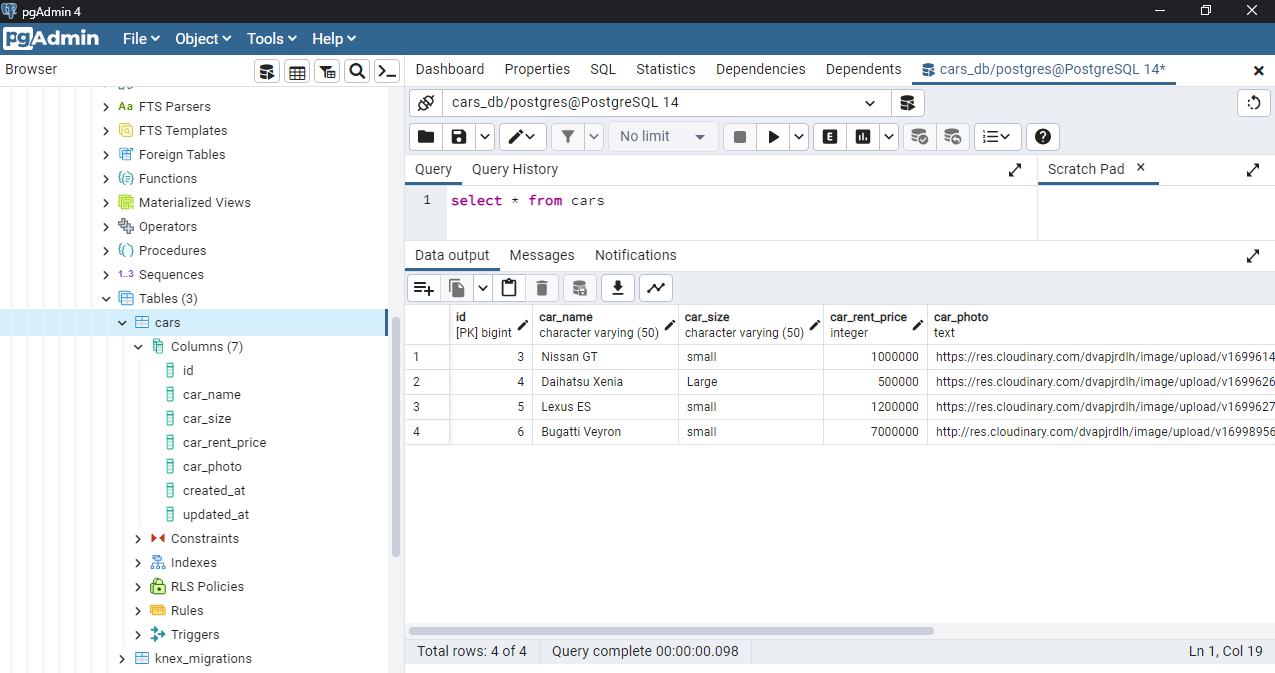 pgAdmin 4
pgAdmin File Object Tools Help
Browser
Dashboard Properties SQL Statistics Dependencies Dependents cars_db/postgres@PostgreSQL 14*
cars_db/postgres@PostgreSQL 14
No limit
E
Query Query History
Scratch Pad
1 select * from cars
Data output Messages Notifications
id car_name car_size car_rent_price car_photo
[PK] bigint character varying (50) character varying (50) integer text
1 3 Nissan GT small 1000000 https://res.cloudinary.com/dvapjrdlh/image/upload/v1699614
2 4 Daihatsu Xenia Large 500000 https://res.cloudinary.com/dvapjrdlh/image/upload/v1699626
3 5 Lexus ES small 1200000 https://res.cloudinary.com/dvapjrdlh/image/upload/v1699627
4 6 Bugatti Veyron small 7000000 http://res.cloudinary.com/dvapjrdlh/image/upload/v16998956
Total rows: 4 of 4 Query complete 00:00:00.098 Ln 1, Col 19
Aa FTS Parsers
FTS Templates
Foreign Tables
Functions
Materialized Views
Operators
Procedures
1..3 Sequences
Tables (3)
cars
Columns (7)
id
car_name
car_size
car_rent_price
car_photo
created_at
updated_at
Constraints
Indexes
RLS Policies
Rules
Triggers
knex_migrations